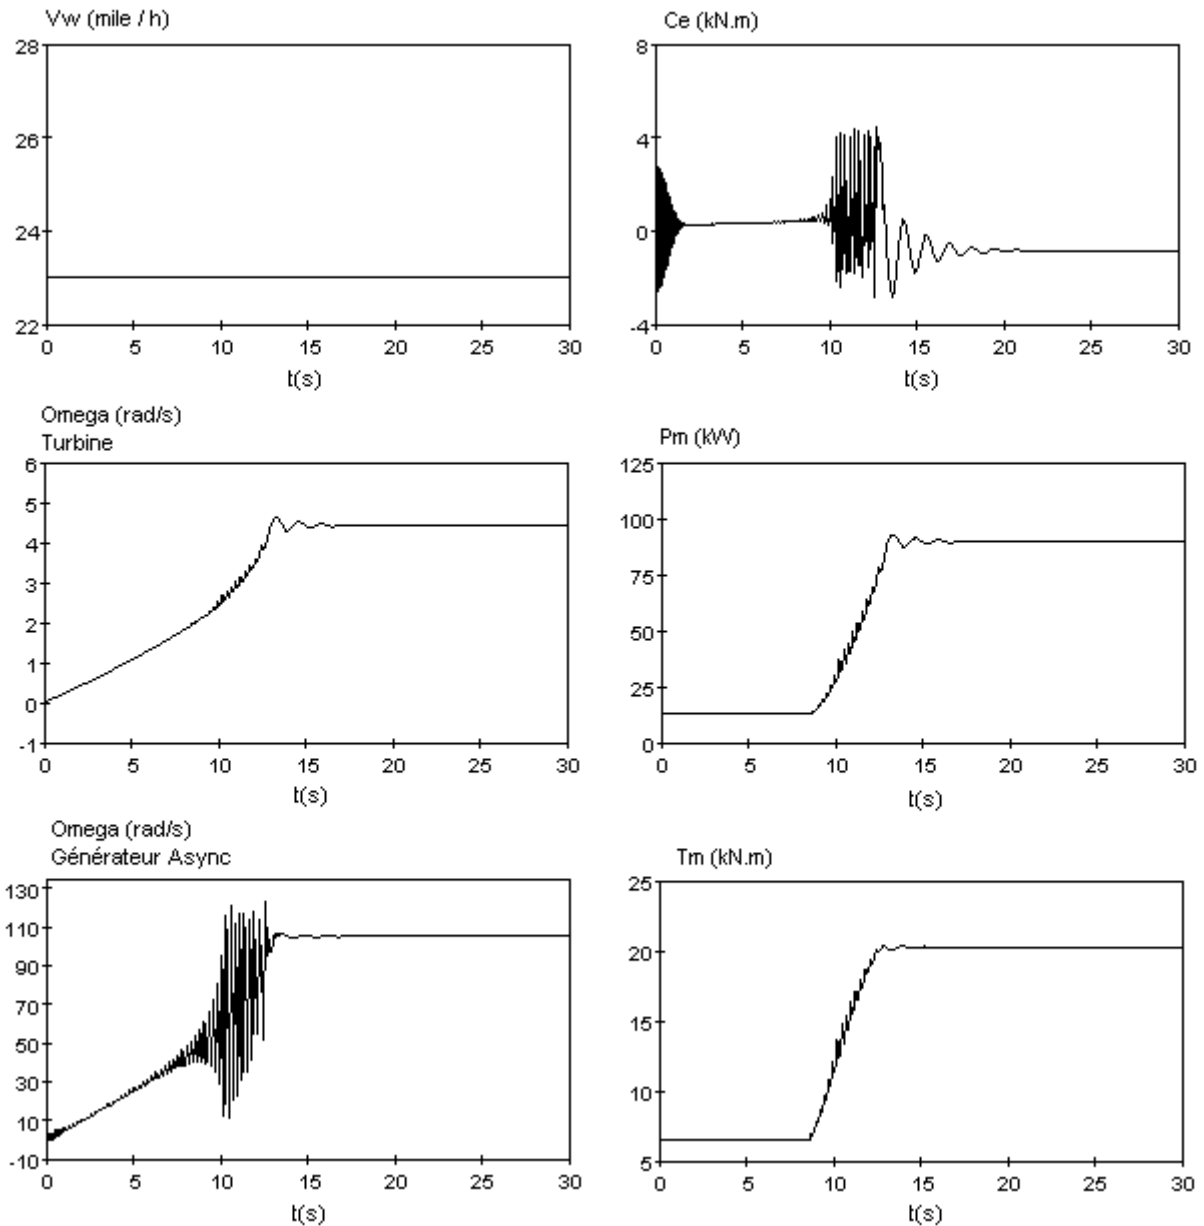 Vw (mile / h)
28
26
24
22
0 5 10 15 20 25 30
t(s)
Ce (kN.m)
8
4
0
-4
0 5 10 15 20 25 30
t(s)
Omega (rad/s)
Turbine
6
5
4
3
2
1
0
-1
0 5 10 15 20 25 30
t(s)
Pm (kW)
125
100
75
50
25
0
0 5 10 15 20 25 30
t(s)
Omega (rad/s)
Générateur Async
130
110
90
70
50
30
10
-10
0 5 10 15 20 25 30
t(s)
Tm (kN.m)
25
20
15
10
5
0 5 10 15 20 25 30
t(s)